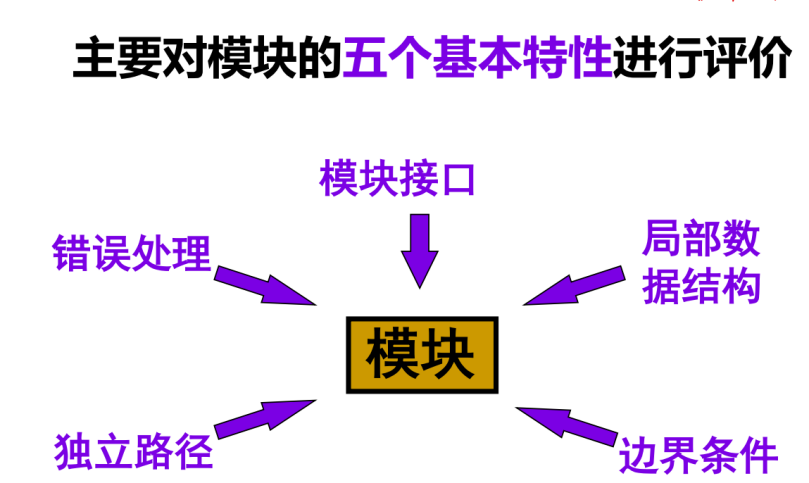 主要对模块的五个基本特性进行评价
模块接口
错误处理
局部数
据结构
模块
独立路径
边界条件